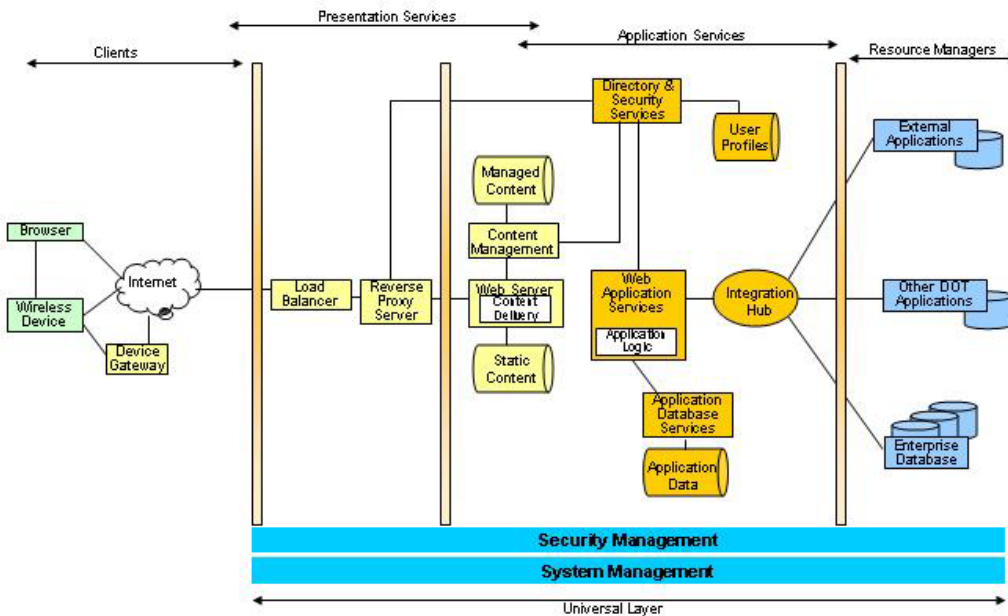 Presentation Services
Clients
Application Services
Resource Managers
Directory &
Security
Services
User
Profiles
External
Applications
Managed
Content
Browser
Content
Management
Internet
Wireless
Device
Load
Balancer
Reverse
Proxy
Server
Web Server
Content
Delivery
Web
Application
Services
Application
Logic
Integration
Hub
Other DOT
Applications
Device
Gateway
Static
Content
Application
Database
Services
Application
Data
Enterprise
Database
Security Management
System Management
Universal Layer